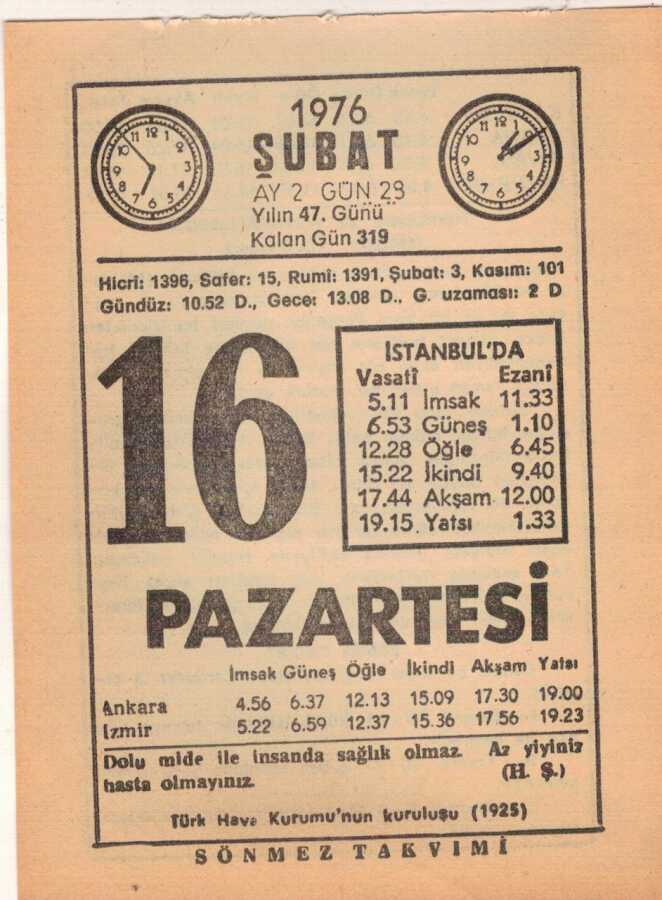 1976
ŞUBAT
AY 2 GÜN 29
Yılın 47. Günü
Kalan Gün 319
Hicrî: 1396, Safer: 15, Rumî: 1391, Şubat: 3, Kasım: 101
Gündüz: 10.52 D., Gece: 13.08 D.. G. uzaması: 2 D
16
İSTANBUL'DA
Vasatî Ezanî
5.11 İmsak 11.33
6.53 Güneş 1.10
12.28 Öğle 6.45
15.22 İkindi 9.40
17.44 Akşam 12.00
19.15. Yatsı 1.33
PAZARTESİ
İmsak Güneş Öğle İkindi Akşam Yatsı
Ankara 4.56 6.37 12.13 15.09 17.30 19.00
İzmir 5.22 6.59 12.37 15.36 17.56 19.23
Dolu mide ile insanda sağlık olmaz. Az yiyiniz
hasta olmayınız. (H. Ş.)
Türk Hava Kurumu'nun kuruluşu (1925)
SÖNMEZ TAKVİMİ